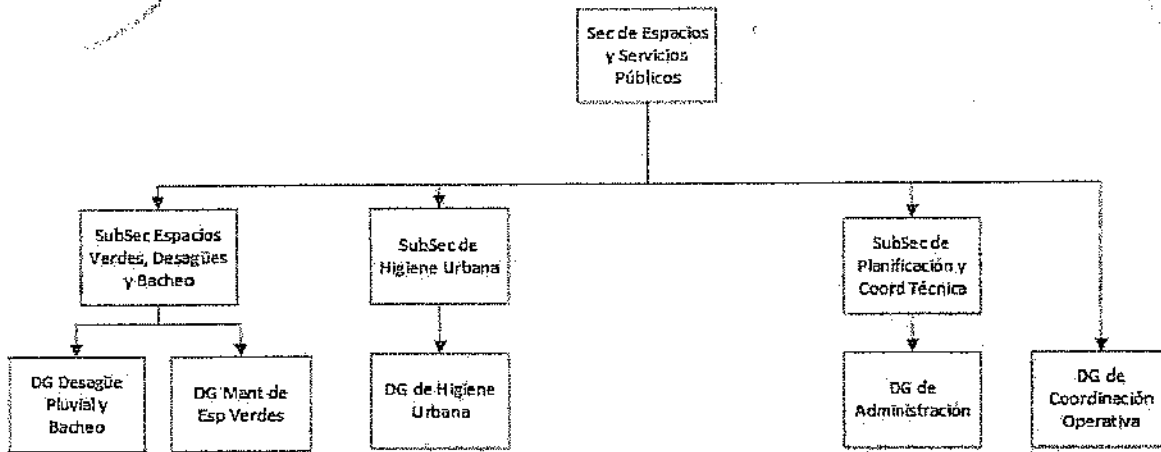 Sec de Espacios
y Servicios
Públicos
SubSec Espacios
Verdes, Desagües
y Bacheo
SubSec de
Higiene Urbana
SubSec de
Planificación y
Coord Técnica
DG Desagüe
Pluvial y
Bacheo
DG Mant de
Esp Verdes
DG de Higiene
Urbana
DG de
Administración
DG de
Coordinación
Operativa